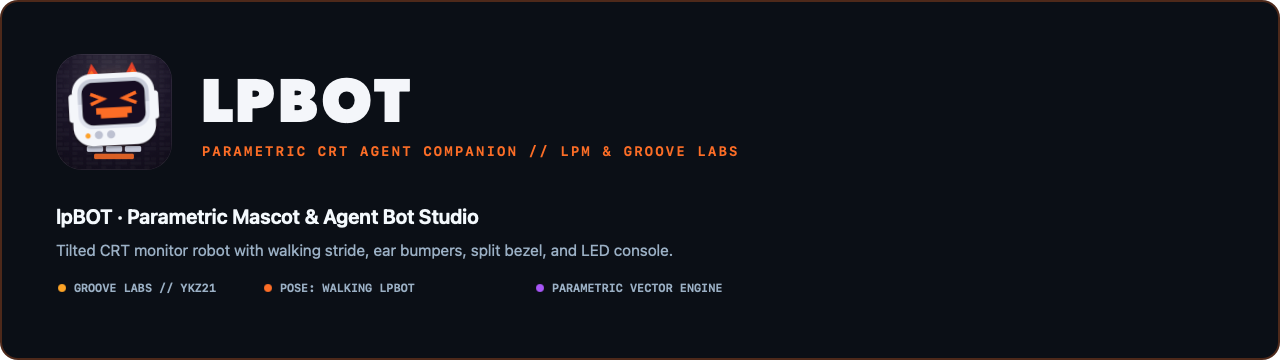 LPBOT
PARAMETRIC CRT AGENT COMPANION // LPM & GROOVE LABS
lpBOT · Parametric Mascot & Agent Bot Studio
Tilted CRT monitor robot with walking stride, ear bumpers, split bezel, and LED console.
GROOVE LABS // YKZ21 POSE: WALKING LPBOT PARAMETRIC VECTOR ENGINE